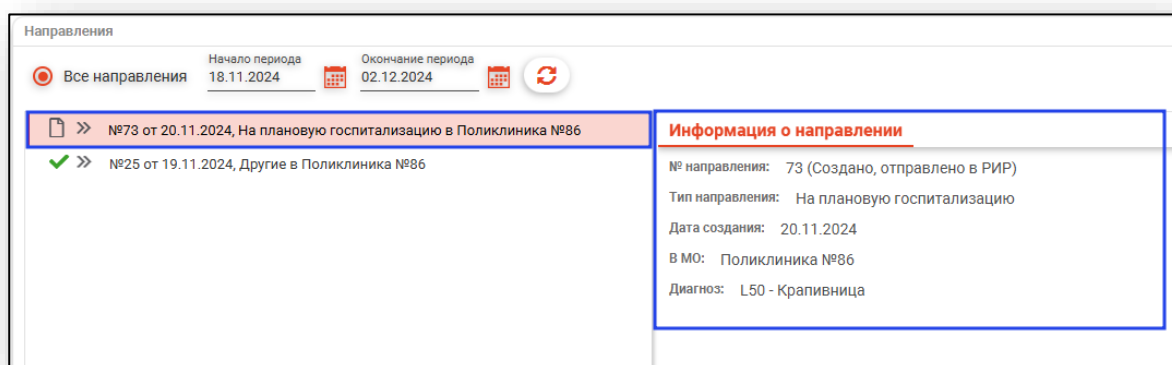 Направления
Все направления
Начало периода
18.11.2024
Окончание периода
02.12.2024
№73 от 20.11.2024, На плановую госпитализацию в Поликлиника №86
№25 от 19.11.2024, Другие в Поликлиника №86
Информация о направлении
№ направления: 73 (Создано, отправлено в РИР)
Тип направления: На плановую госпитализацию
Дата создания: 20.11.2024
В МО: Поликлиника №86
Диагноз: L50 - Крапивница